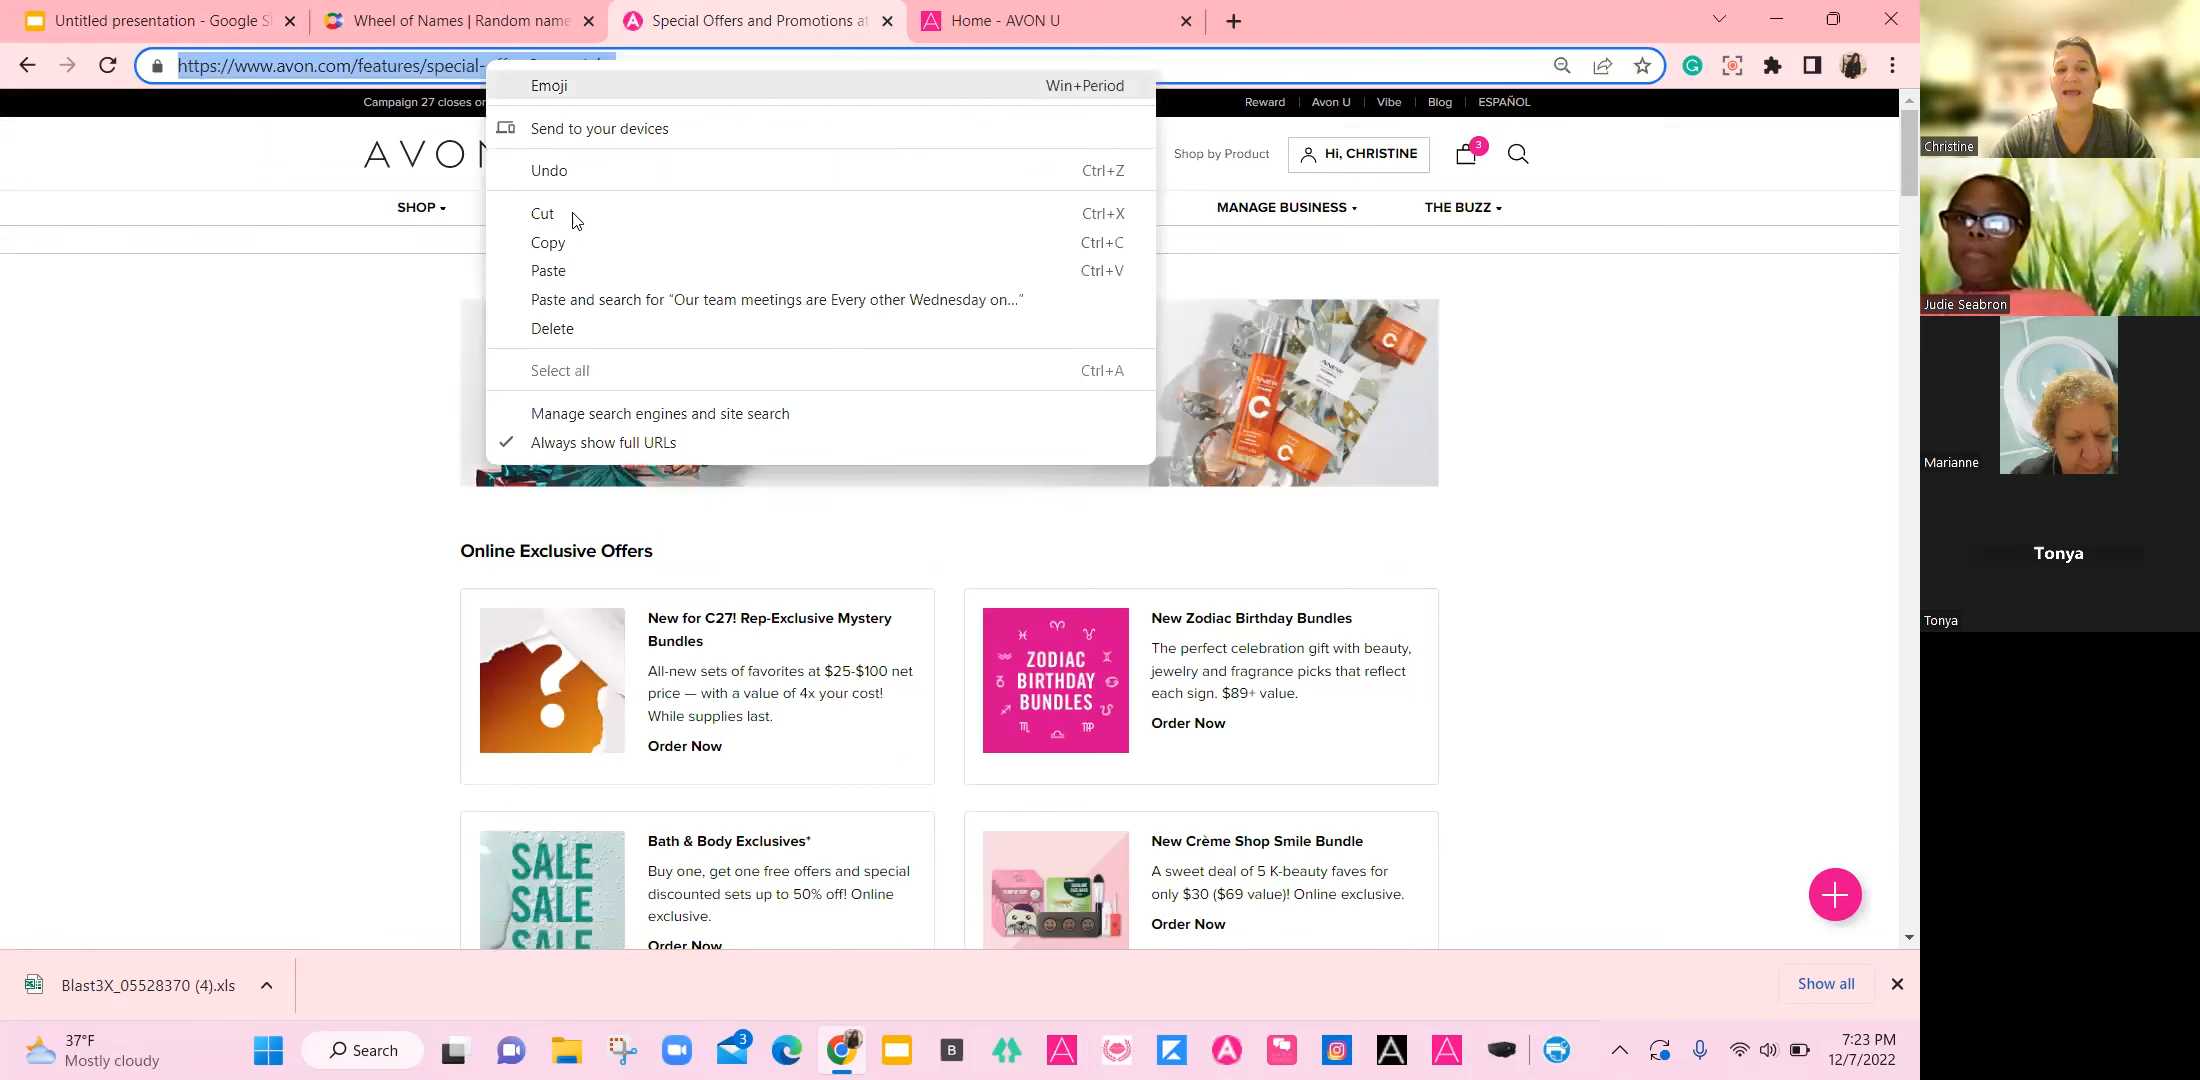 Untitled presentation - Google S
Wheel of Names | Random name
Special Offers and Promotions at
Home - AVON U
https://www.avon.com/features/special-
Campaign 27 closes on
Reward
Avon U
Vibe
Blog
ESPAÑOL
AVON
Shop by Product
Hi, CHRISTINE
3
SHOP
MANAGE BUSINESS
THE BUZZ
Emoji
Win+Period
Send to your devices
Undo
Ctrl+Z
Cut
Ctrl+X
Copy
Ctrl+C
Paste
Ctrl+V
Paste and search for “Our team meetings are Every other Wednesday on...”
Delete
Select all
Ctrl+A
Manage search engines and site search
Always show full URLs
ANEW
C
C
C
Online Exclusive Offers
?
New for C27! Rep-Exclusive Mystery
Bundles
All-new sets of favorites at $25-$100 net
price — with a value of 4x your cost!
While supplies last.
Order Now
ZODIAC
BIRTHDAY
BUNDLES
New Zodiac Birthday Bundles
The perfect celebration gift with beauty,
jewelry and fragrance picks that reflect
each sign. $89+ value.
Order Now
SALE
SALE
SALE
Bath & Body Exclusives*
Buy one, get one free offers and special
discounted sets up to 50% off! Online
exclusive.
Order Now
New Crème Shop Smile Bundle
A sweet deal of 5 K-beauty faves for
only $30 ($69 value)! Online exclusive.
Order Now
Christine
Judie Seabron
Marianne
Tonya
Tonya
Blast3X_05528370 (4).xls
Show all
37°F
Mostly cloudy
Search
3
B
7:23 PM
12/7/2022